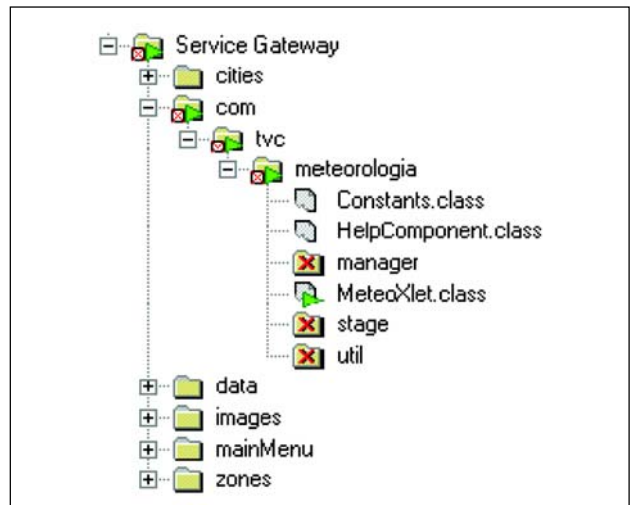 Service Gateway
cities
com
tvc
meteorologia
Constants.class
HelpComponent.class
manager
MeteoXlet.class
stage
util
data
images
mainMenu
zones